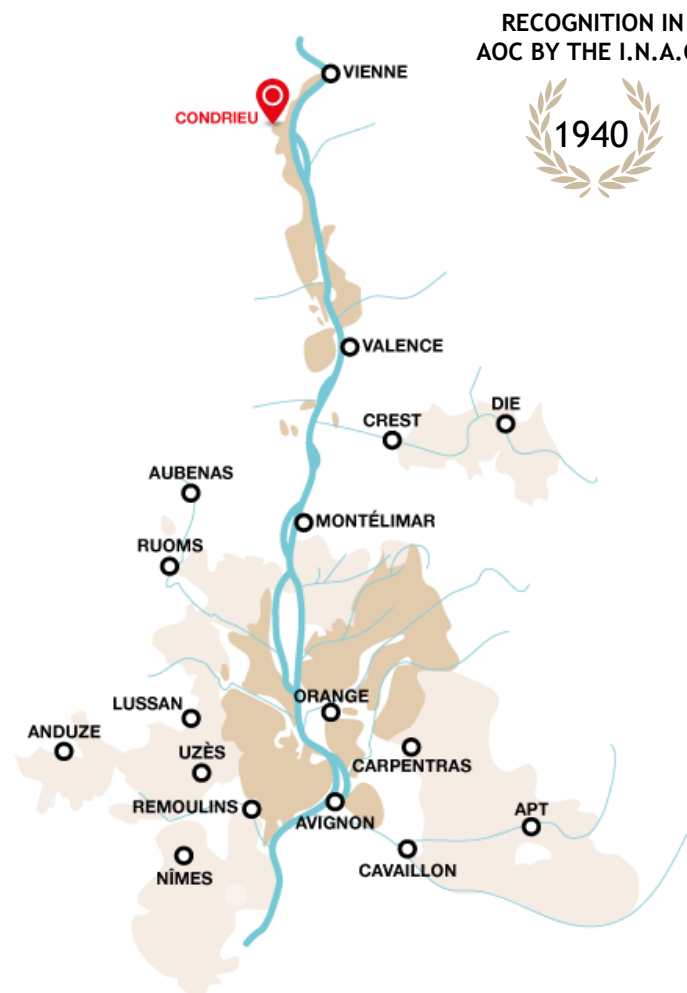 RECOGNITION IN
AOC BY THE I.N.A.O
1940
VIENNE
CONDRIEU
VALENCE
DIE
CREST
AUBENAS
MONTÉLIMAR
RUOMS
ORANGE
LUSSAN
ANDUZE
UZÈS
CARPENTRAS
REMOULINS
AVIGNON
APT
CAVAILLON
NÎMES